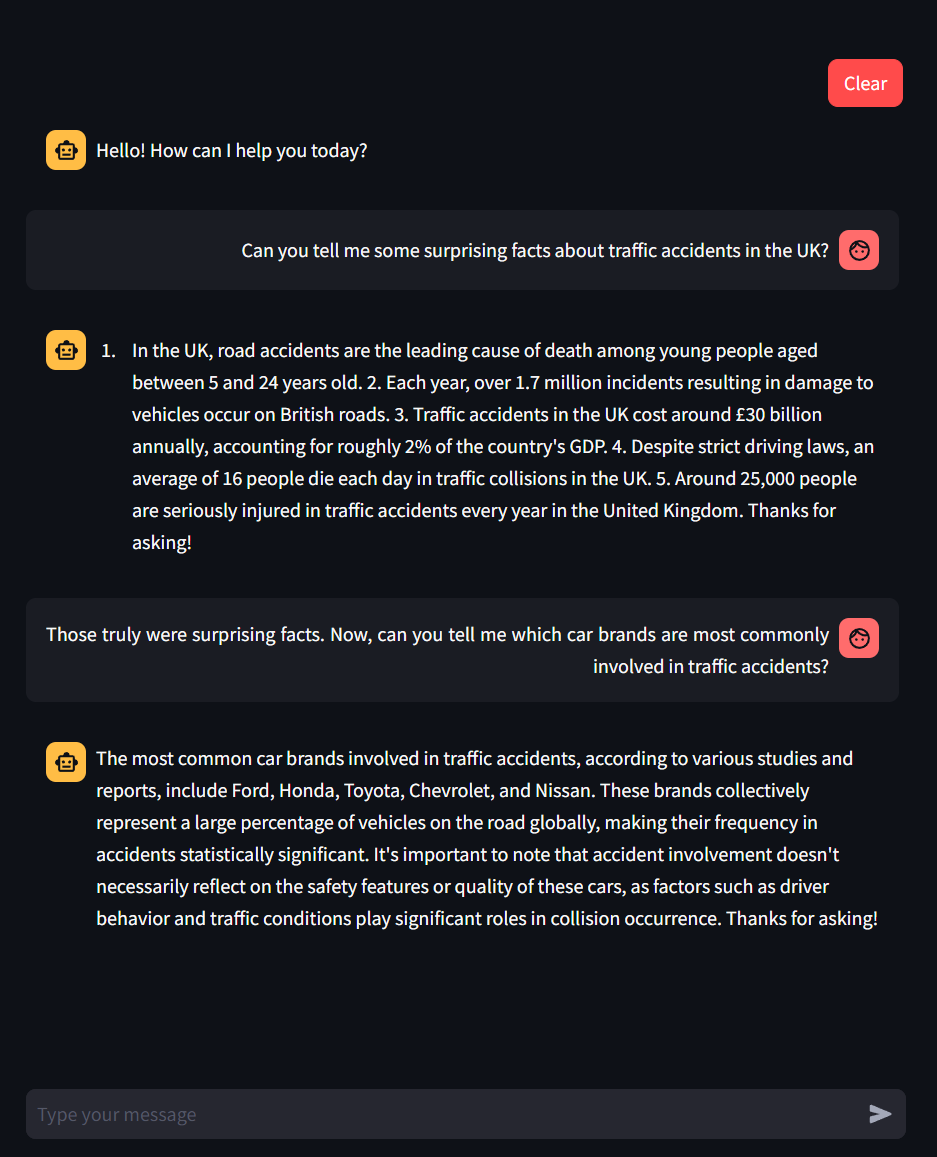 Clear
Hello! How can I help you today?
Can you tell me some surprising facts about traffic accidents in the UK?
1. In the UK, road accidents are the leading cause of death among young people aged
between 5 and 24 years old. 2. Each year, over 1.7 million incidents resulting in damage to
vehicles occur on British roads. 3. Traffic accidents in the UK cost around £30 billion
annually, accounting for roughly 2% of the country's GDP. 4. Despite strict driving laws, an
average of 16 people die each day in traffic collisions in the UK. 5. Around 25,000 people
are seriously injured in traffic accidents every year in the United Kingdom. Thanks for
asking!
Those truly were surprising facts. Now, can you tell me which car brands are most commonly
involved in traffic accidents?
The most common car brands involved in traffic accidents, according to various studies and
reports, include Ford, Honda, Toyota, Chevrolet, and Nissan. These brands collectively
represent a large percentage of vehicles on the road globally, making their frequency in
accidents statistically significant. It's important to note that accident involvement doesn't
necessarily reflect on the safety features or quality of these cars, as factors such as driver
behavior and traffic conditions play significant roles in collision occurrence. Thanks for asking!
Type your message